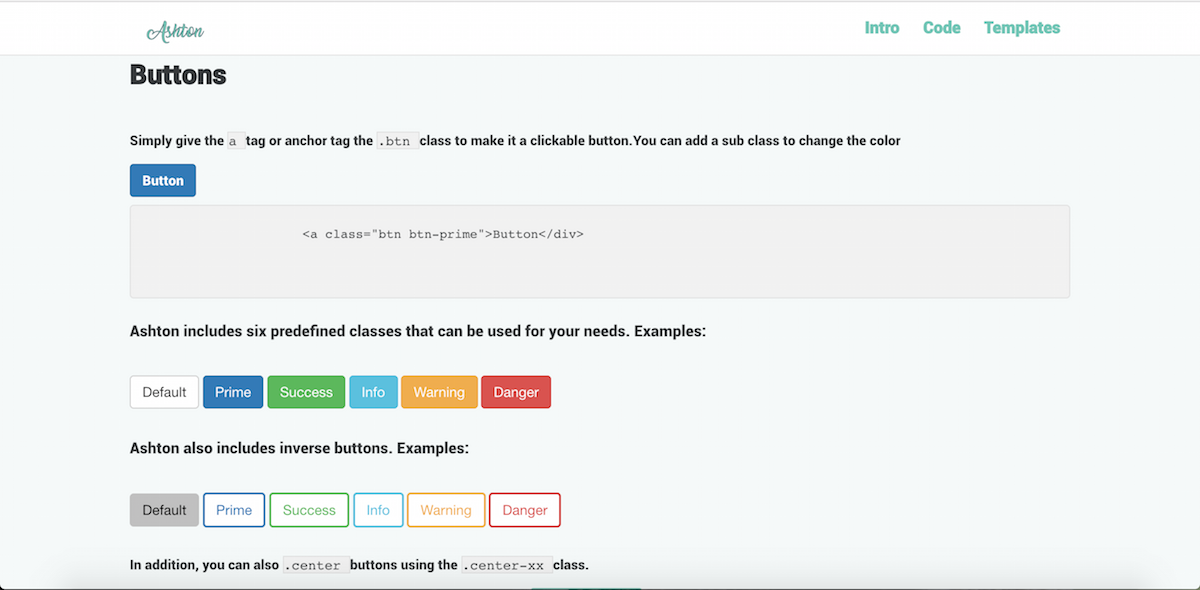 Ashton
Intro Code Templates
Buttons
Simply give the a tag or anchor tag the .btn class to make it a clickable button.You can add a sub class to change the color
Button
<a class="btn btn-prime">Button</div>
Ashton includes six predefined classes that can be used for your needs. Examples:
Default Prime Success Info Warning Danger
Ashton also includes inverse buttons. Examples:
Default Prime Success Info Warning Danger
In addition, you can also .center buttons using the .center-xx class.